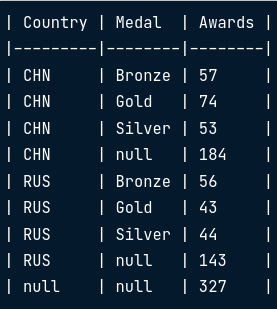 | Country | Medal  | Awards |
|---------|--------|--------|
| CHN     | Bronze | 57     |
| CHN     | Gold   | 74     |
| CHN     | Silver | 53     |
| CHN     | null   | 184    |
| RUS     | Bronze | 56     |
| RUS     | Gold   | 43     |
| RUS     | Silver | 44     |
| RUS     | null   | 143    |
| null    | null   | 327    |